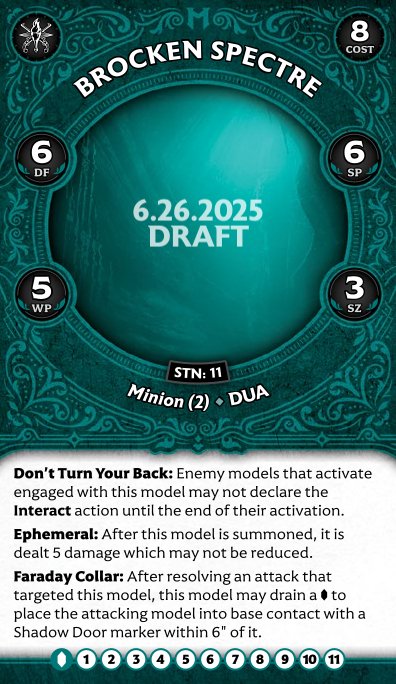 8
COST
BROCKEN SPECTRE
6
DF
6
SP
6.26.2025
DRAFT
5
WP
3
SZ
STN: 11
Minion (2) ⬥ DUA
Don't Turn Your Back: Enemy models that activate
engaged with this model may not declare the
Interact action until the end of their activation.
Ephemeral: After this model is summoned, it is
dealt 5 damage which may not be reduced.
Faraday Collar: After resolving an attack that
targeted this model, this model may drain a ⬮ to
place the attacking model into base contact with a
Shadow Door marker within 6" of it.
1 2 3 4 5 6 7 8 9 10 11